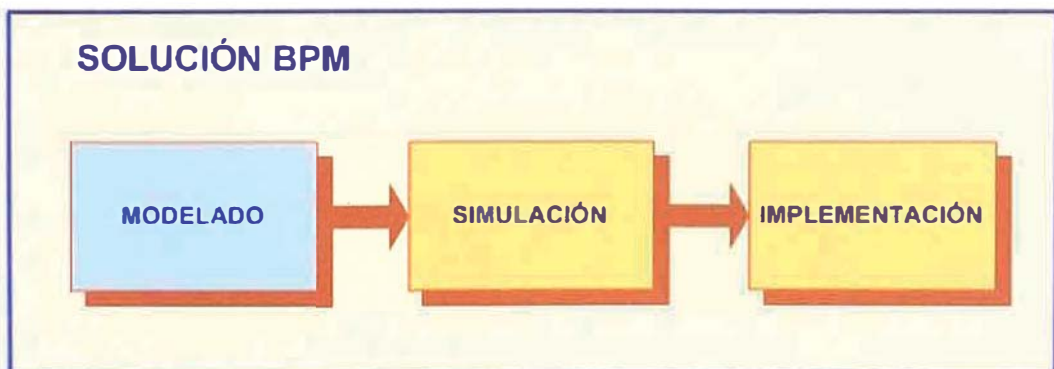 SOLUCIÓN BPM
MODELADO
SIMULACIÓN
IMPLEMENTACIÓN